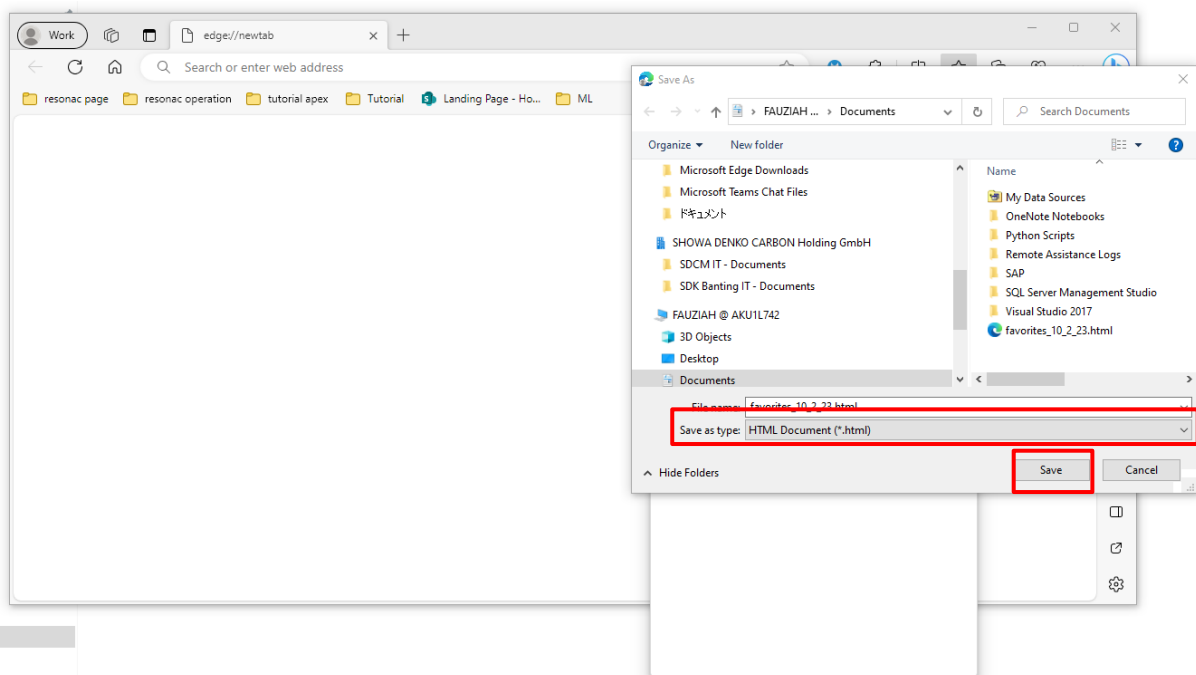 Work
edge://newtab
Search or enter web address
resonac page
resonac operation
tutorial apex
Tutorial
Landing Page - Ho...
ML
Save As
FAUZIAH ... > Documents
Search Documents
Organize
New folder
Microsoft Edge Downloads
Microsoft Teams Chat Files
ドキュメント
SHOWA DENKO CARBON Holding GmbH
SDCM IT - Documents
SDK Banting IT - Documents
FAUZIAH @ AKU1L742
3D Objects
Desktop
Documents
Name
My Data Sources
OneNote Notebooks
Python Scripts
Remote Assistance Logs
SAP
SQL Server Management Studio
Visual Studio 2017
favorites_10_2_23.html
File name: favorites_10_2_23.html
Save as type: HTML Document (*.html)
Hide Folders
Save
Cancel